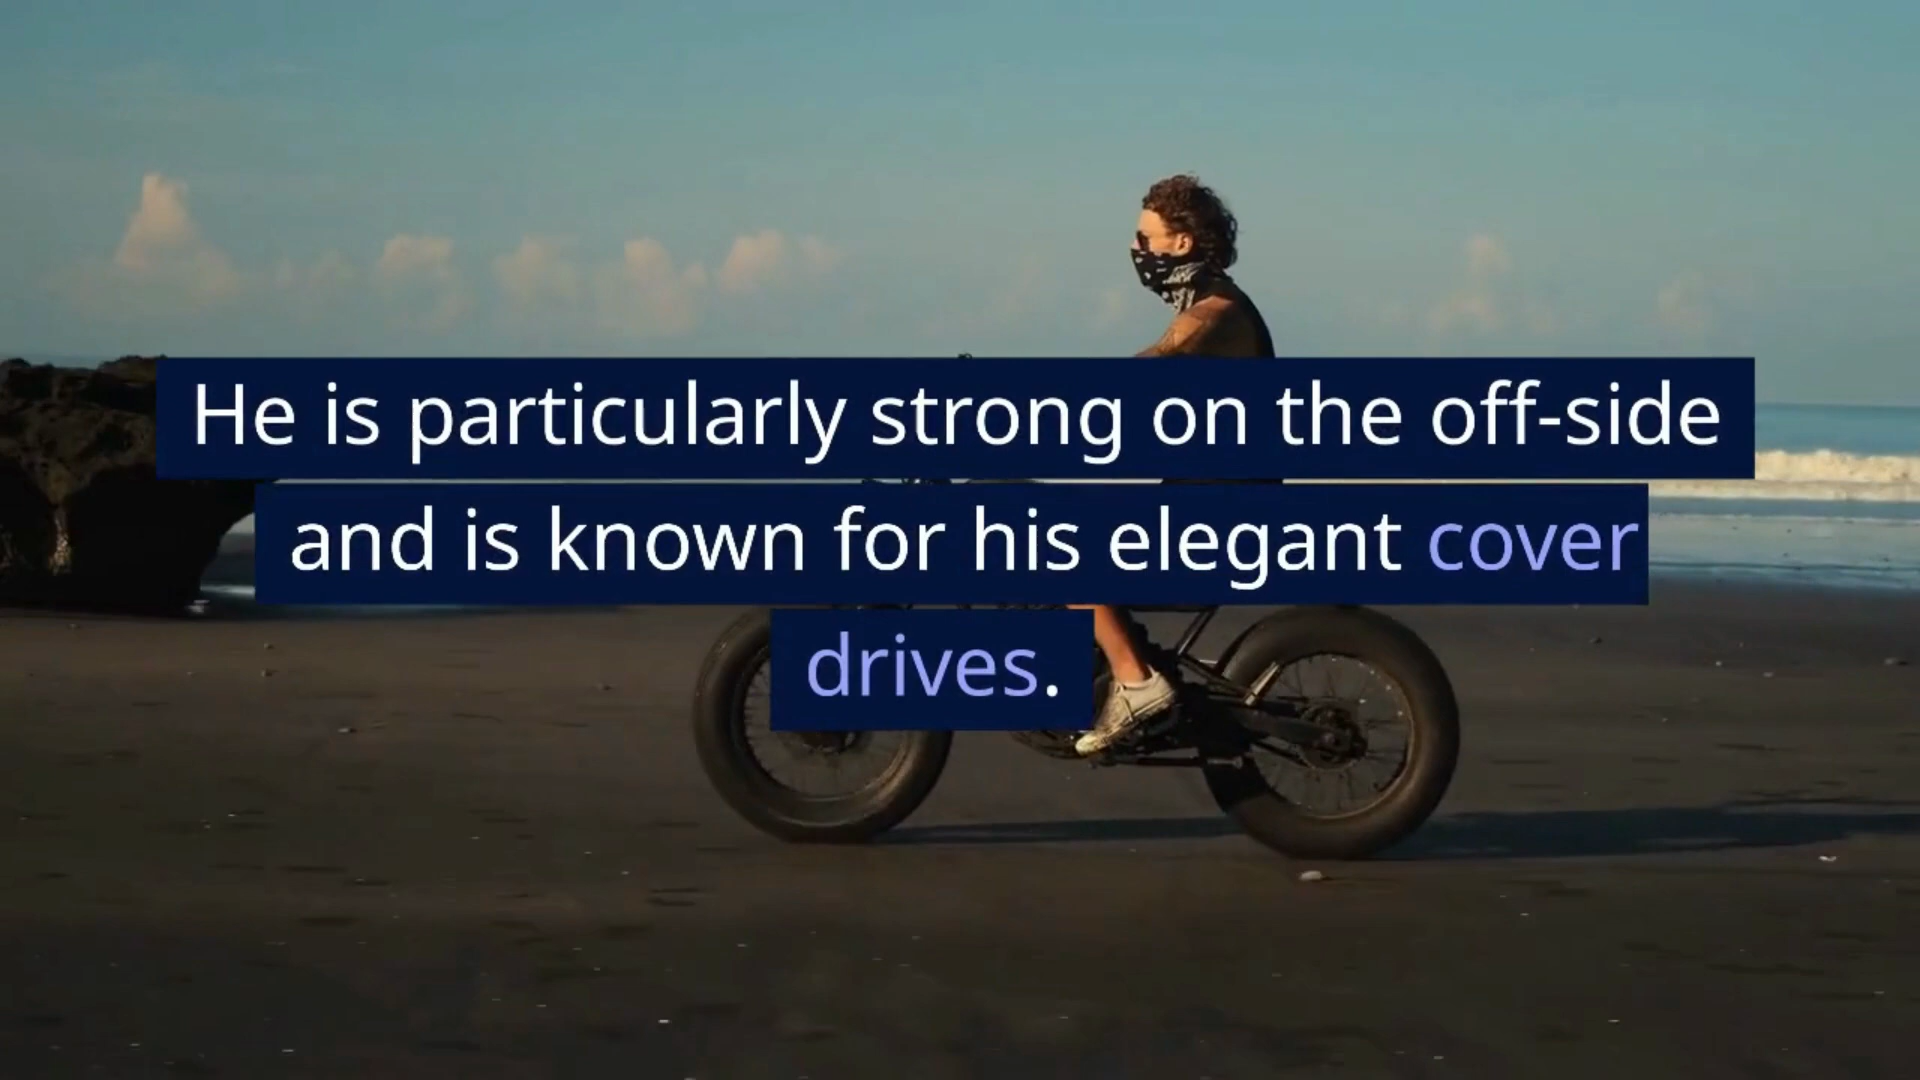 He is particularly strong on the off-side
and is known for his elegant cover
drives.